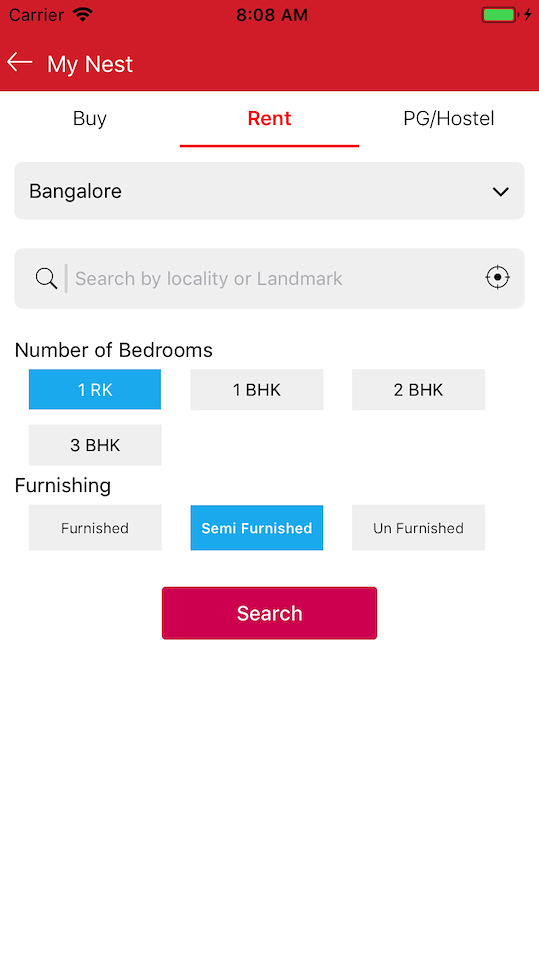 Carrier 8:08 AM
My Nest
Buy Rent PG/Hostel
Bangalore
Search by locality or Landmark
Number of Bedrooms
1 RK 1 BHK 2 BHK
3 BHK
Furnishing
Furnished Semi Furnished Un Furnished
Search